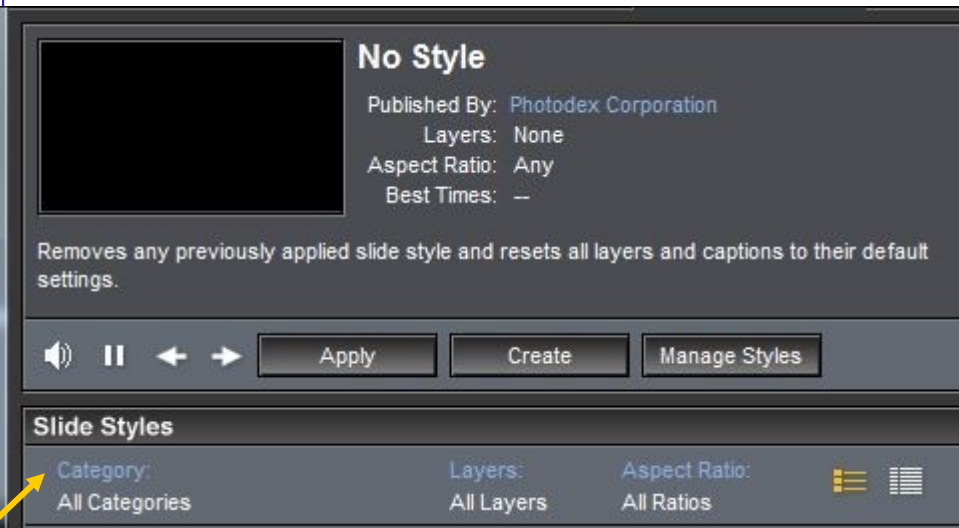 No Style
Published By: Photodex Corporation
Layers: None
Aspect Ratio: Any
Best Times: --
Removes any previously applied slide style and resets all layers and captions to their default
settings.
Apply Create Manage Styles
Slide Styles
Category: Layers: Aspect Ratio:
All Categories All Layers All Ratios